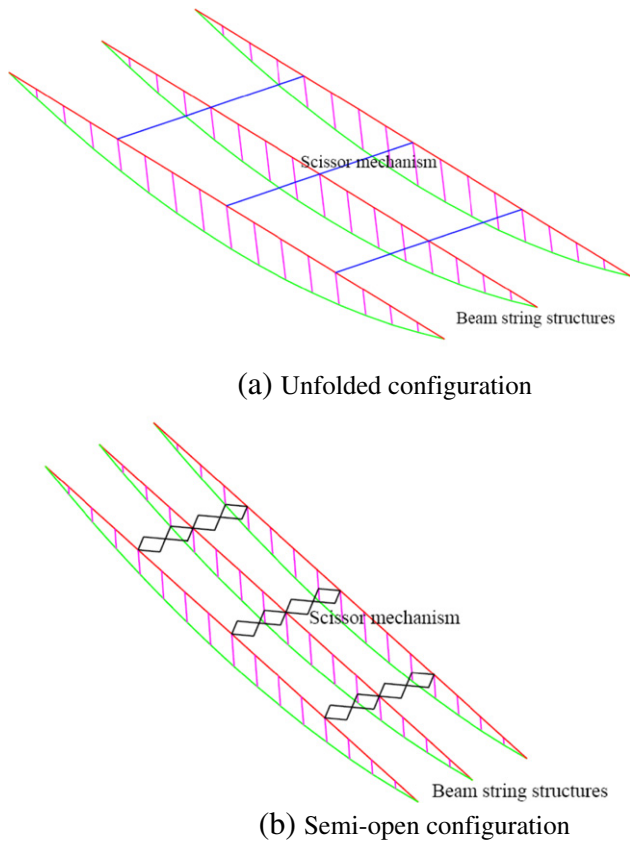 Scissor mechanism
Beam string structures
(a) Unfolded configuration
Scissor mechanism
Beam string structures
(b) Semi-open configuration